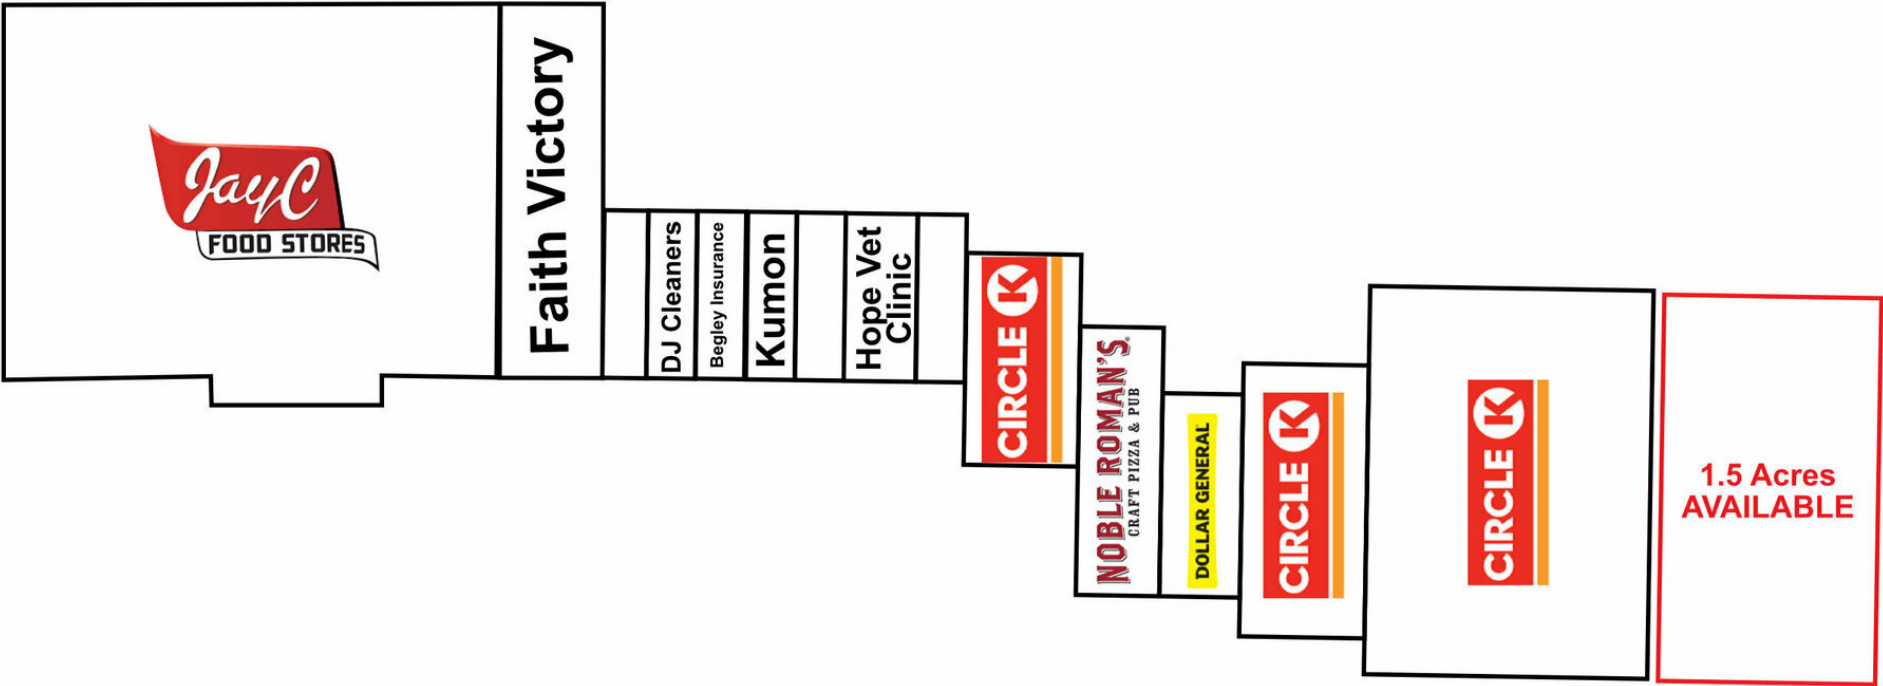 JayC
FOOD STORES
Faith Victory
DJ Cleaners
Begley Insurance
Kumon
Hope Vet
Clinic
CIRCLE K
NOBLE ROMAN'S®
CRAFT PIZZA & PUB
DOLLAR GENERAL
CIRCLE K
CIRCLE K
1.5 Acres
AVAILABLE